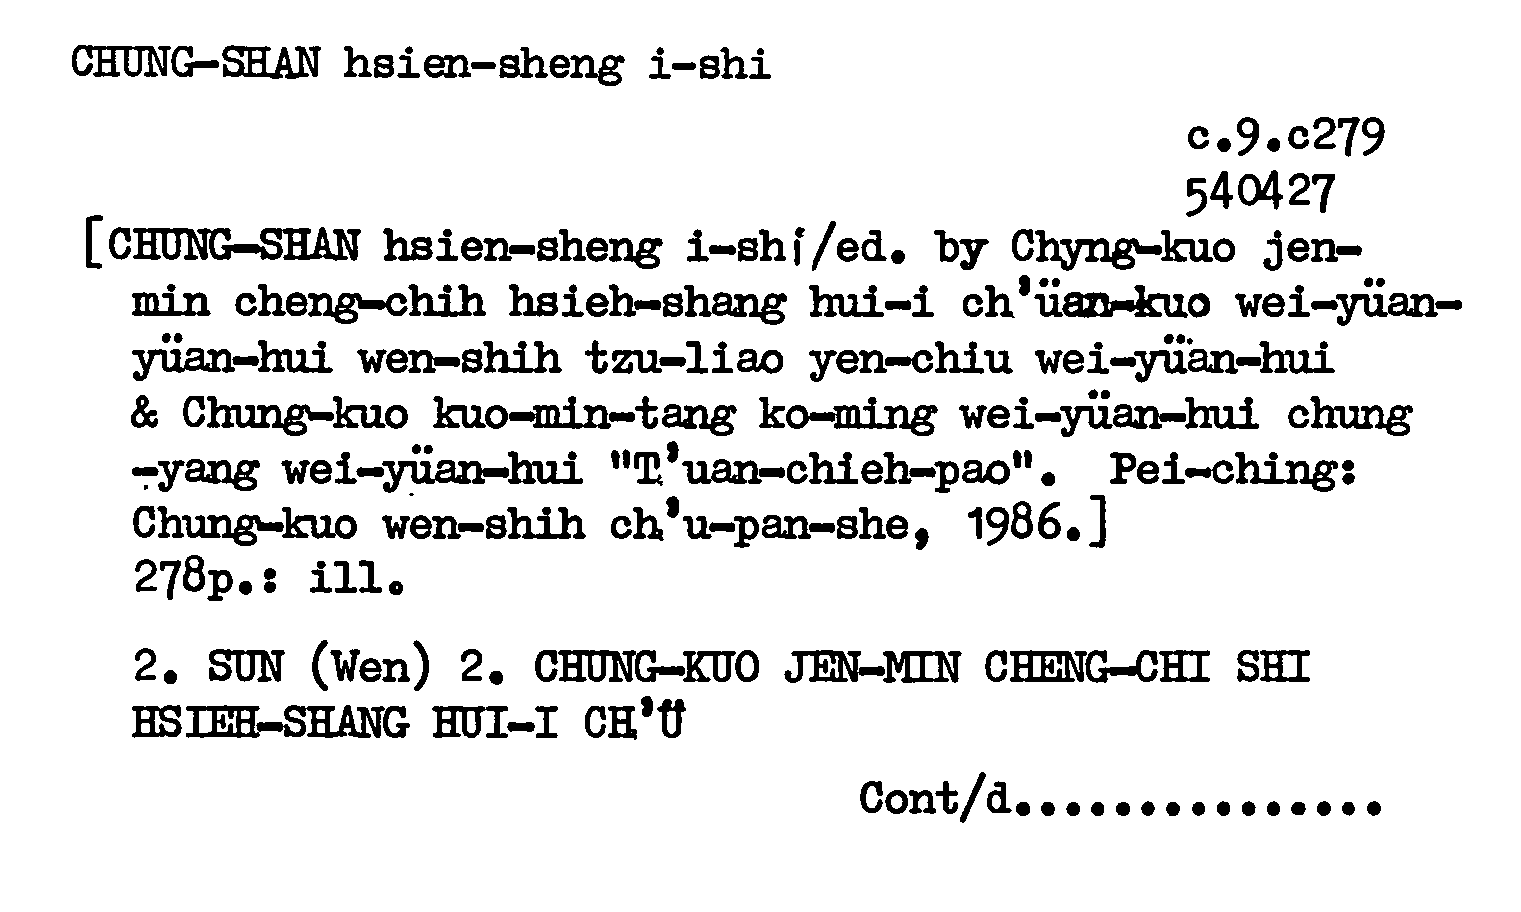 CHUNG-SHAN hsien-sheng i-shi
c.9.c279
540427
[CHUNG-SHAN hsien-sheng i-shi/ed. by Chyng-kuo jen-
min cheng-chih hsieh-shang hui-i ch'üan-kuo wei-yüan-
yüan-hui wen-shih tzu-liao yen-chiu wei-yüan-hui
& Chung-kuo kuo-min-tang ko-ming wei-yüan-hui chung
-yang wei-yüan-hui "T'uan-chieh-pao". Pei-ching:
Chung-kuo wen-shih ch'u-pan-she, 1986.]
278p.: ill.
2. SUN (Wen) 2. CHUNG-KUO JEN-MIN CHENG-CHI SHI
HSIEH-SHANG HUI-I CH'Ü
Cont/d...............